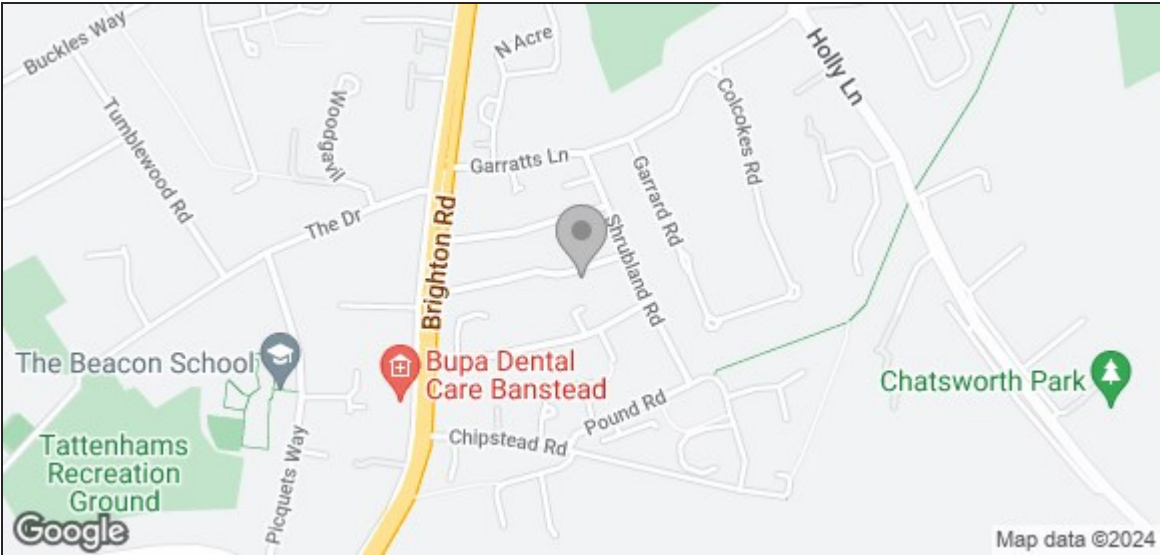 Buckles Way
N Acre
Holly Ln
Tumblewood Rd
Woodgavil
Colcokes Rd
Garratts Ln
Garrard Rd
The Dr
Shrubland Rd
Brighton Rd
The Beacon School
Bupa Dental
Care Banstead
Chatsworth Park
Pound Rd
Chipstead Rd
Tattenhams
Recreation
Ground
Picquets Way
Google
Map data ©2024